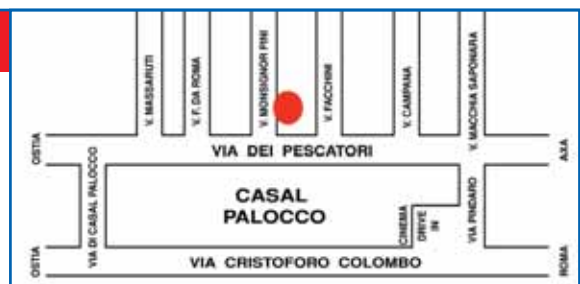 V. MASSARUTI
V. F. DA ROMA
V. MONSIGNOR PINI
V. FACCHINI
V. CAMPANA
V. MACCHIA SAPONARA
OSTIA
VIA DEI PESCATORI
AXA
VIA DI CASAL PALOCCO
CASAL
PALOCCO
CINEMA
DRIVE
IN
VIA PINDARO
OSTIA
VIA CRISTOFORO COLOMBO
ROMA